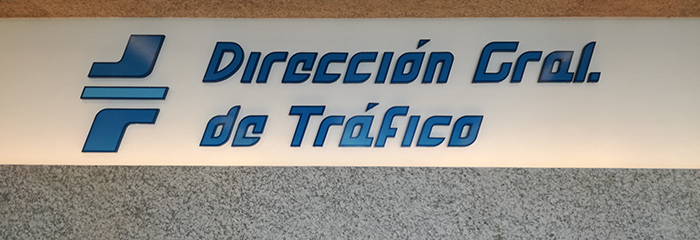 Dirección Gral.
de Tráfico